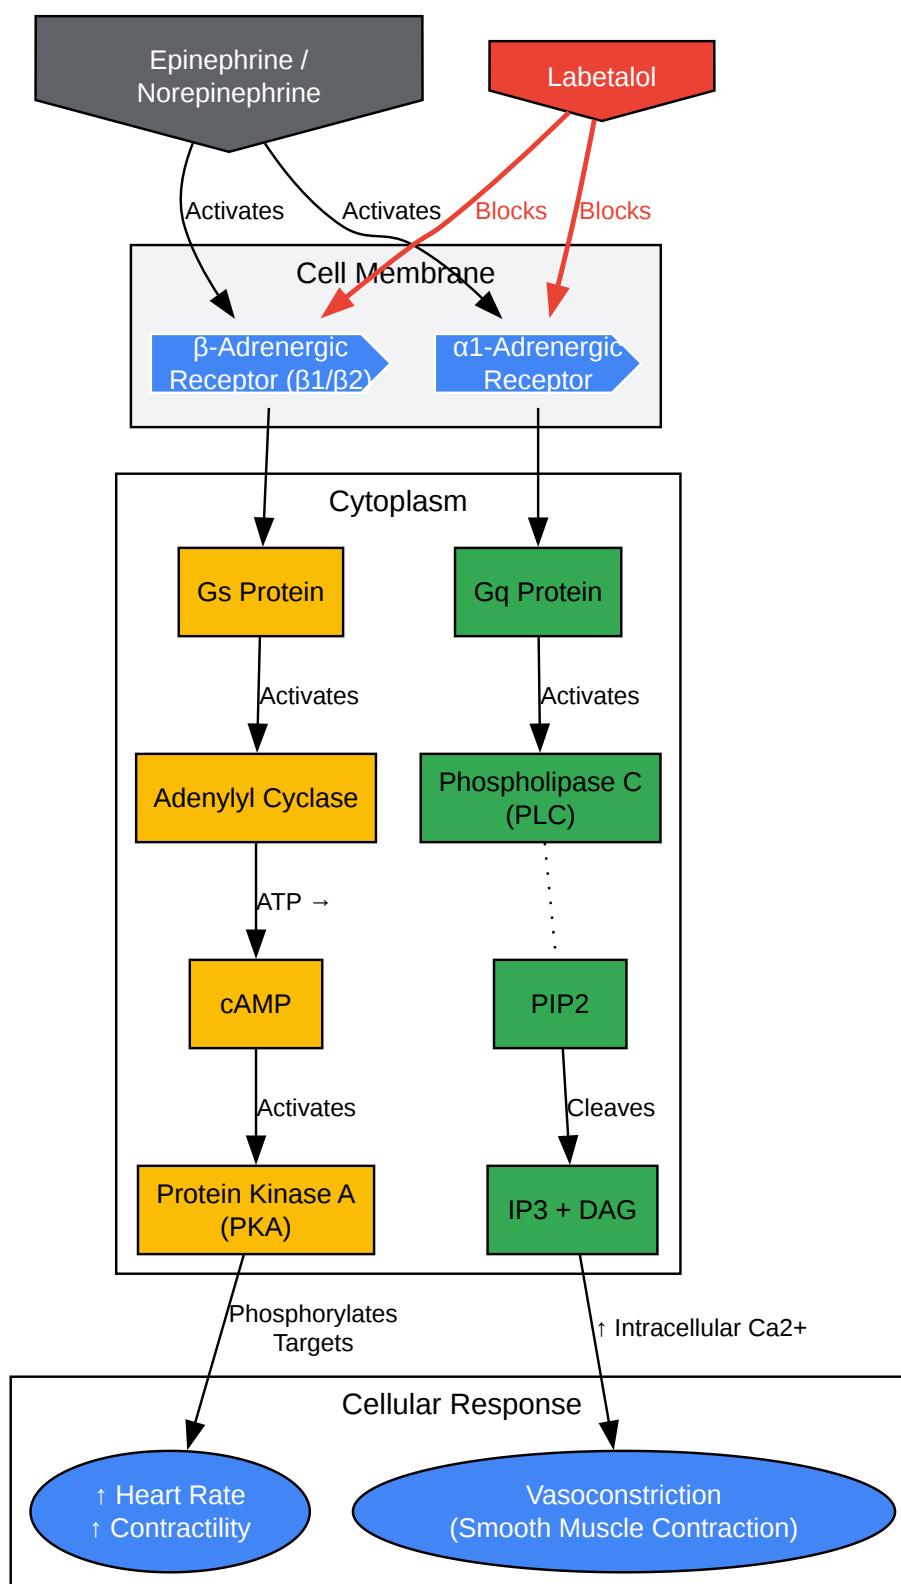 Epinephrine /
Norepinephrine
Labetalol
Activates
Activates
Blocks
Blocks
Cell Membrane
β-Adrenergic
Receptor (β1/β2)
α1-Adrenergic
Receptor
Cytoplasm
Gs Protein
Gq Protein
Activates
Activates
Adenylyl Cyclase
Phospholipase C
(PLC)
ATP →
cAMP
PIP2
Activates
Cleaves
Protein Kinase A
(PKA)
IP3 + DAG
Phosphorylates
Targets
↑ Intracellular Ca2+
Cellular Response
↑ Heart Rate
↑ Contractility
Vasoconstriction
(Smooth Muscle Contraction)